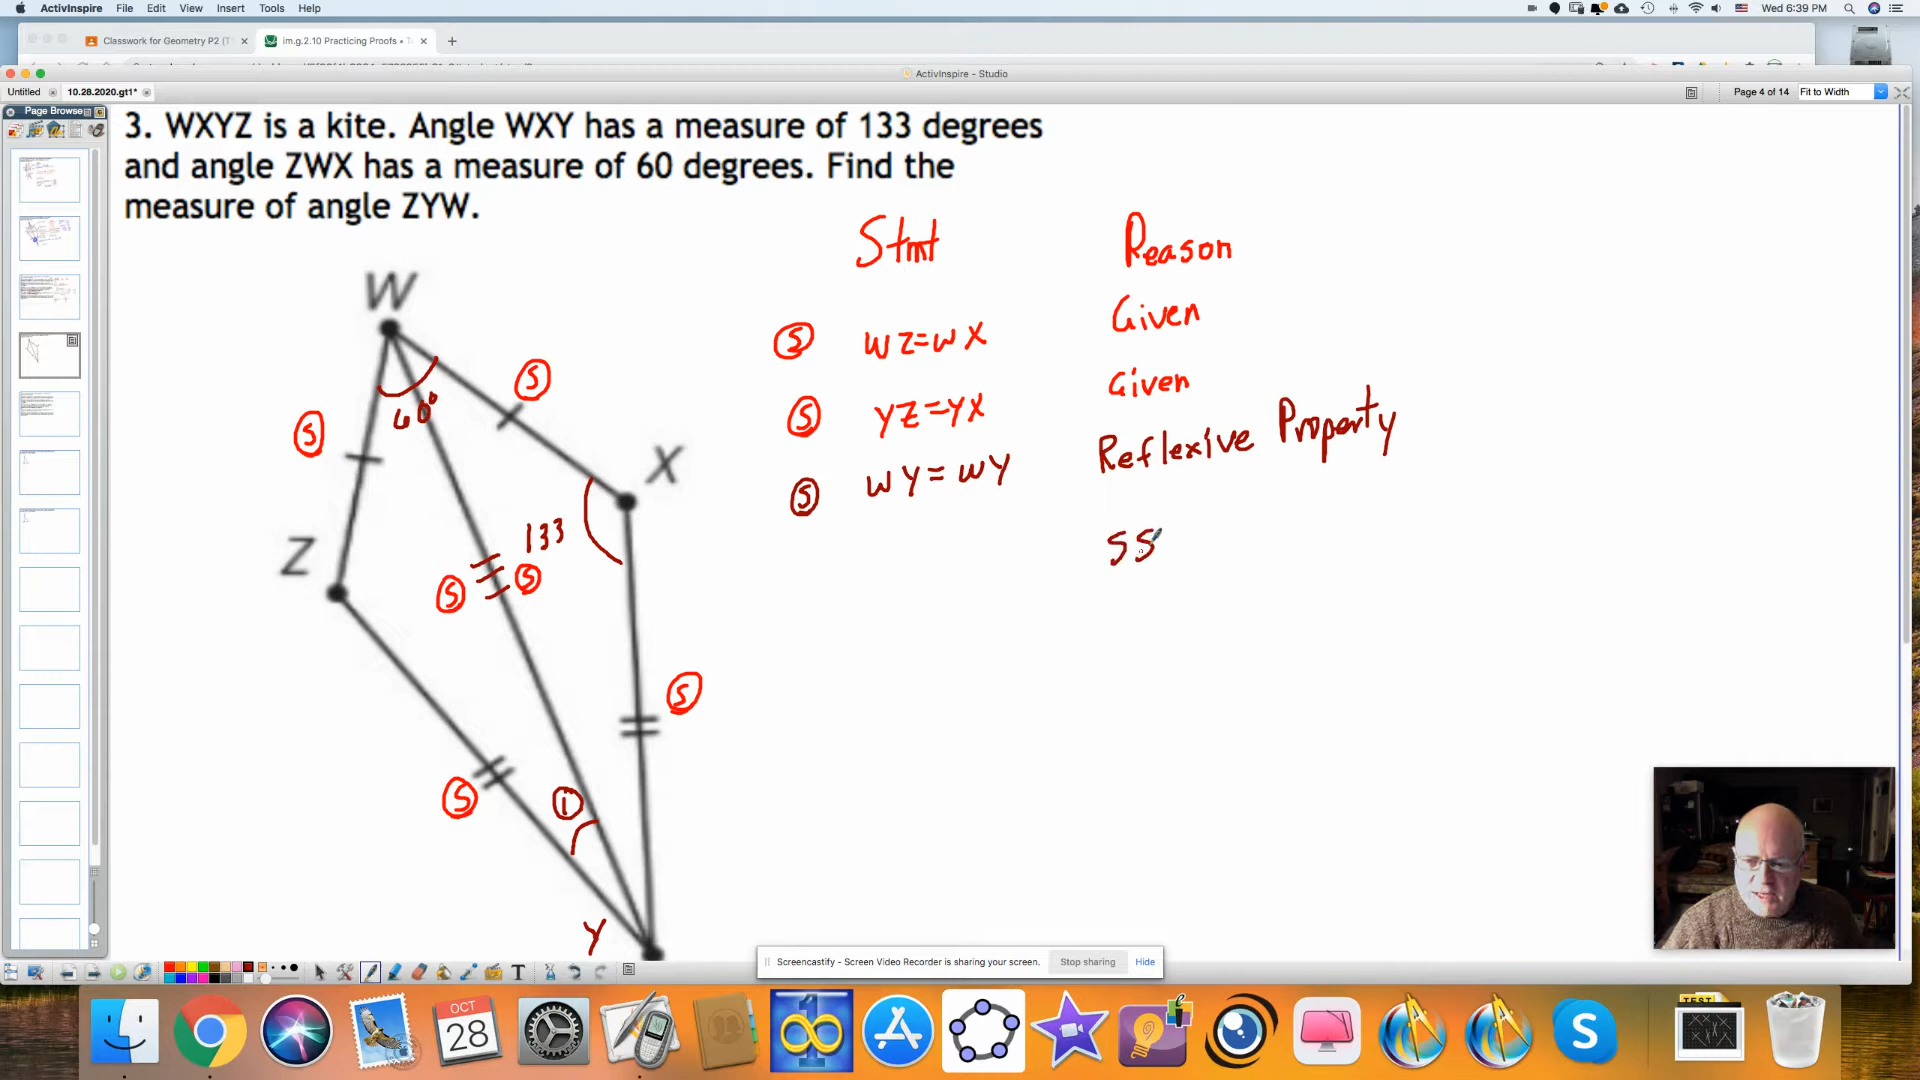 ActivInspire File Edit View Insert Tools Help Wed 6:39 PM
Classwork for Geometry P2 (T im.g.2.10 Practicing Proofs •
ActivInspire - Studio
Untitled 10.28.2020.gt1* Page 4 of 14 Fit to Width
Page Browse
3. WXYZ is a kite. Angle WXY has a measure of 133 degrees
and angle ZWX has a measure of 60 degrees. Find the
measure of angle ZYW.
Stmt Reason
S WZ=WX Given
S YZ=YX Given
S WY=WY Reflexive Property
SS
W
S
60°
S
X
133
Z
S S
S
S
1
Y
Screencastify - Screen Video Recorder is sharing your screen. Stop sharing Hide
OCT
28
1
TEST
S